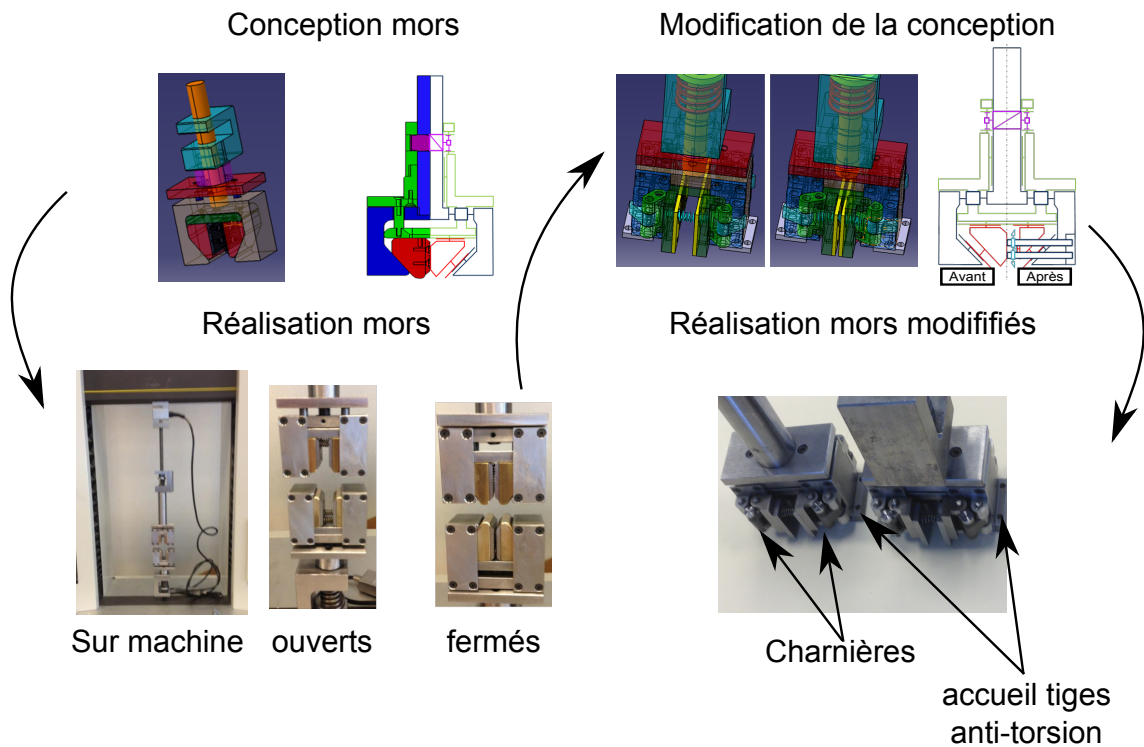 Conception mors
Modification de la conception
Avant
Après
Réalisation mors
Réalisation mors modififiés
Sur machine
ouverts
fermés
Charnières
accueil tiges
anti-torsion